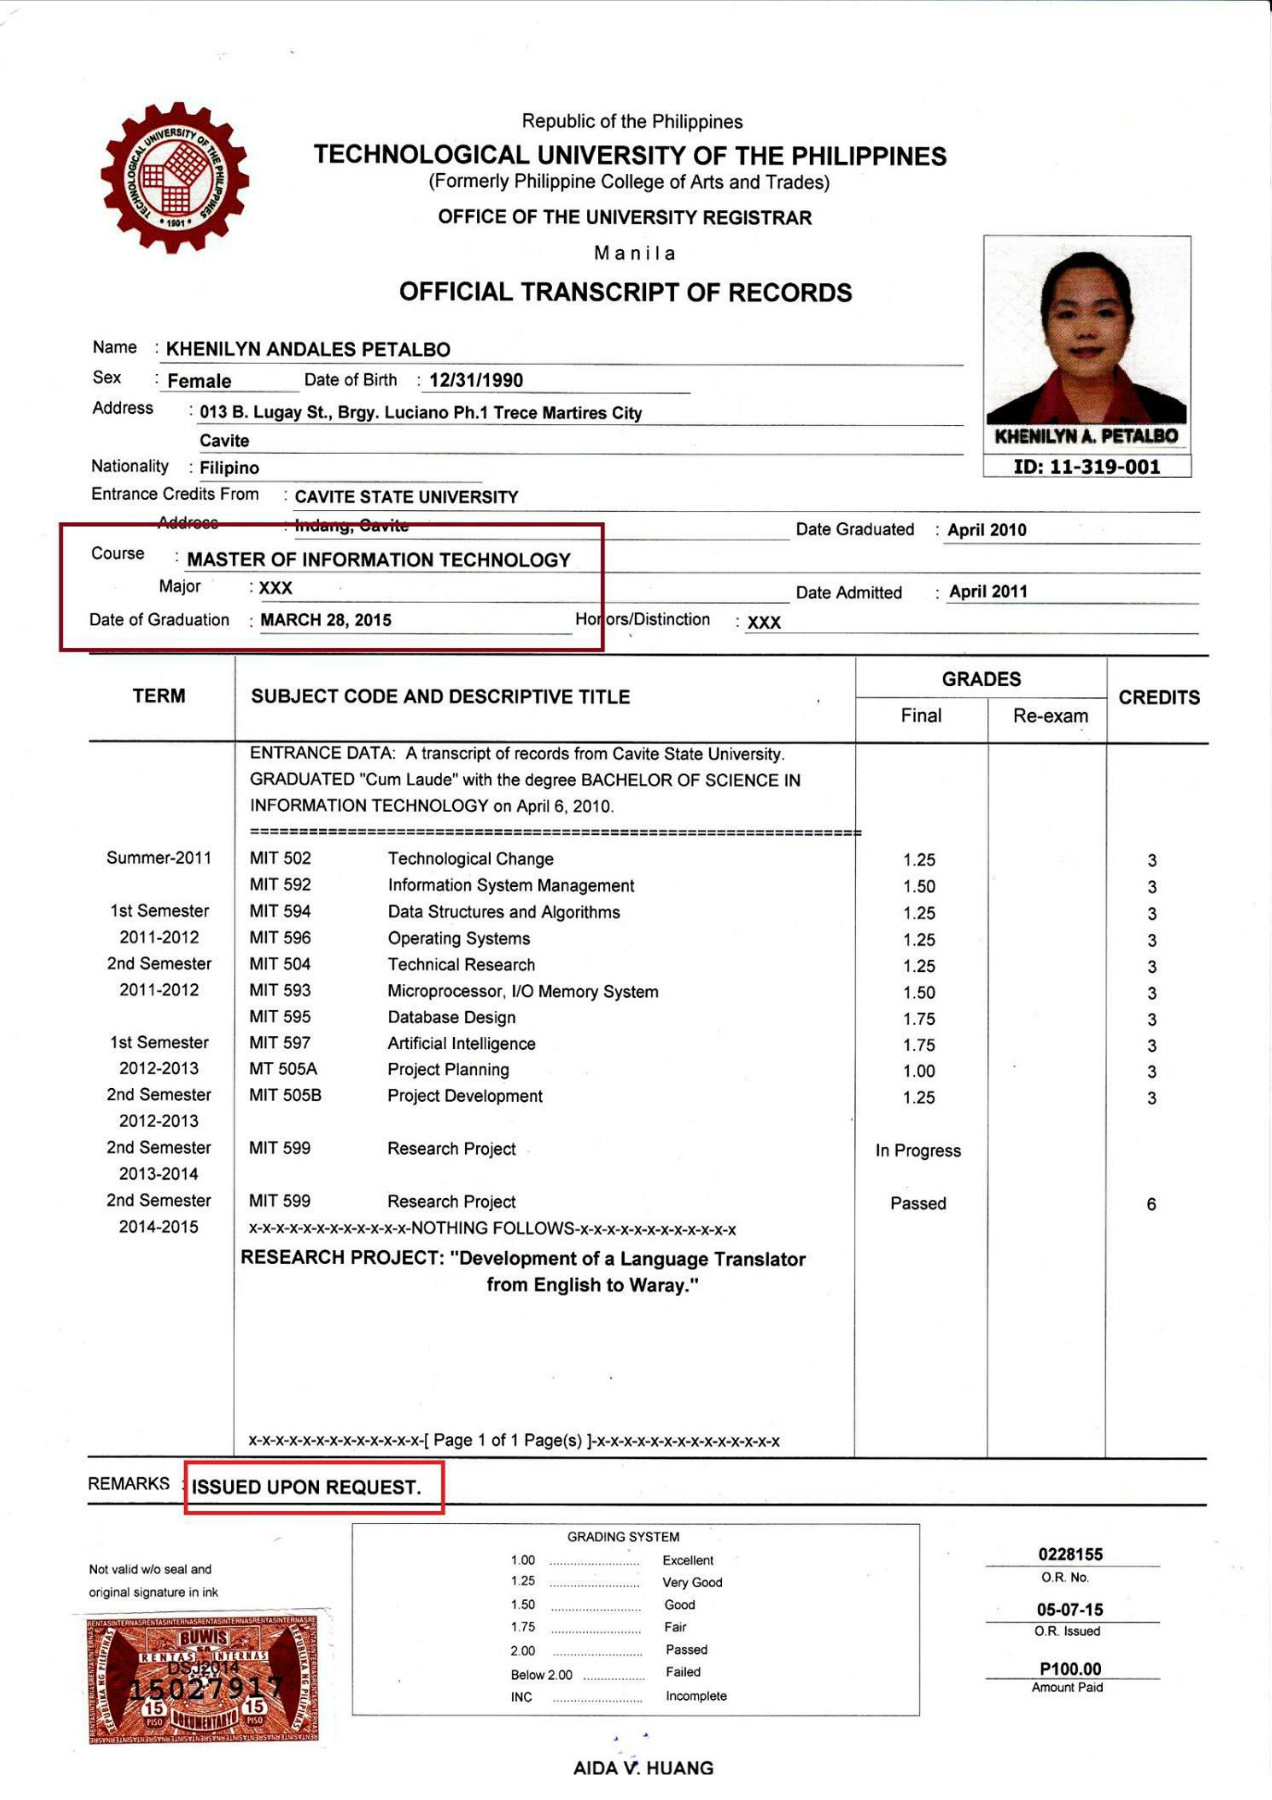 Republic of the Philippines
TECHNOLOGICAL UNIVERSITY OF THE PHILIPPINES
(Formerly Philippine College of Arts and Trades)
OFFICE OF THE UNIVERSITY REGISTRAR
Manila
OFFICIAL TRANSCRIPT OF RECORDS
TECHNOLOGICAL UNIVERSITY OF THE PHILIPPINES
• 1901 •
KHENILYN A. PETALBO
ID: 11-319-001
Name : KHENILYN ANDALES PETALBO
Sex : Female Date of Birth : 12/31/1990
Address : 013 B. Lugay St., Brgy. Luciano Ph.1 Trece Martires City
Cavite
Nationality : Filipino
Entrance Credits From : CAVITE STATE UNIVERSITY
Address : Indang, Cavite Date Graduated : April 2010
Course : MASTER OF INFORMATION TECHNOLOGY
Major : XXX Date Admitted : April 2011
Date of Graduation : MARCH 28, 2015 Honors/Distinction : XXX
TERM SUBJECT CODE AND DESCRIPTIVE TITLE GRADES CREDITS
Final Re-exam
ENTRANCE DATA: A transcript of records from Cavite State University.
GRADUATED "Cum Laude" with the degree BACHELOR OF SCIENCE IN
INFORMATION TECHNOLOGY on April 6, 2010.
==============================================================
Summer-2011 MIT 502 Technological Change 1.25 3
MIT 592 Information System Management 1.50 3
1st Semester MIT 594 Data Structures and Algorithms 1.25 3
2011-2012 MIT 596 Operating Systems 1.25 3
2nd Semester MIT 504 Technical Research 1.25 3
2011-2012 MIT 593 Microprocessor, I/O Memory System 1.50 3
MIT 595 Database Design 1.75 3
1st Semester MIT 597 Artificial Intelligence 1.75 3
2012-2013 MT 505A Project Planning 1.00 3
2nd Semester MIT 505B Project Development 1.25 3
2012-2013
2nd Semester MIT 599 Research Project In Progress
2013-2014
2nd Semester MIT 599 Research Project Passed 6
2014-2015 x-x-x-x-x-x-x-x-x-x-x-x-NOTHING FOLLOWS-x-x-x-x-x-x-x-x-x-x-x-x
RESEARCH PROJECT: "Development of a Language Translator
from English to Waray."
x-x-x-x-x-x-x-x-x-x-x-x-x-[ Page 1 of 1 Page(s) ]-x-x-x-x-x-x-x-x-x-x-x-x-x-x
REMARKS : ISSUED UPON REQUEST.
Not valid w/o seal and
original signature in ink
GRADING SYSTEM
1.00 Excellent
1.25 Very Good
1.50 Good
1.75 Fair
2.00 Passed
Below 2.00 Failed
INC Incomplete
0228155
O.R. No.
05-07-15
O.R. Issued
P100.00
Amount Paid
REPUBLIKA NG PILIPINAS
BUWIS
SA
RENTAS INTERNAS
DSJ2014
15027917
15 15
PISO DOKUMENTARYO PISO
REPUBLIKA NG PILIPINAS
AIDA V. HUANG